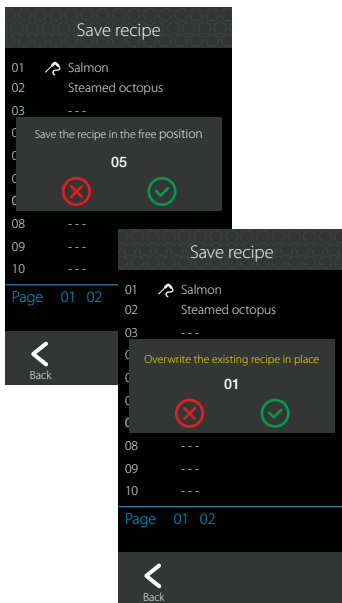 Save recipe
01 Salmon
02 Steamed octopus
03 ---
Save the recipe in the free position
05
08 ---
09 ---
10 ---
Page 01 02
Back
Save recipe
01 Salmon
02 Steamed octopus
03 ---
Overwrite the existing recipe in place
01
08 ---
09 ---
10 ---
Page 01 02
Back